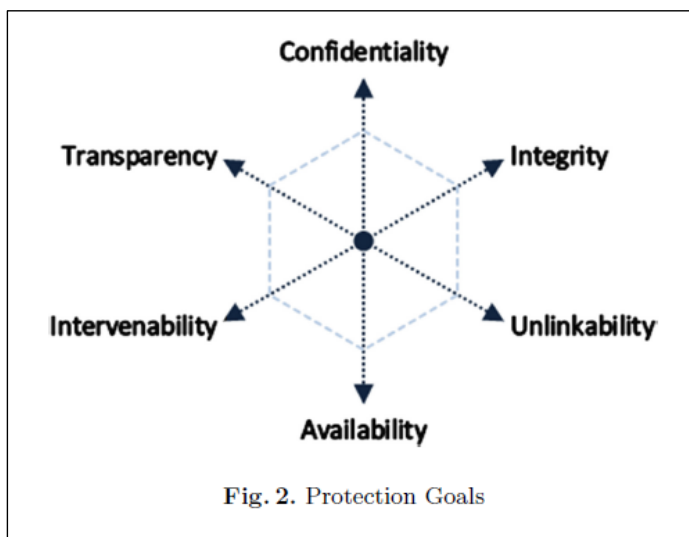 Confidentiality
Transparency
Integrity
Intervenability
Unlinkability
Availability
Fig. 2. Protection Goals